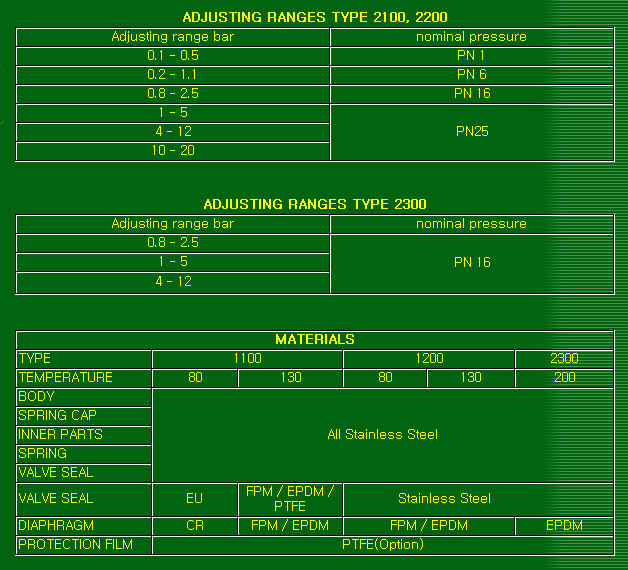 ADJUSTING RANGES TYPE 2100, 2200
Adjusting range bar nominal pressure
0.1 - 0.5 PN 1
0.2 - 1.1 PN 6
0.8 - 2.5 PN 16
1 - 5
4 - 12 PN25
10 - 20
ADJUSTING RANGES TYPE 2300
Adjusting range bar nominal pressure
0.8 - 2.5
1 - 5 PN 16
4 - 12
MATERIALS
TYPE 1100 1200 2300
TEMPERATURE 80 130 80 130 200
BODY
SPRING CAP
INNER PARTS All Stainless Steel
SPRING
VALVE SEAL
VALVE SEAL EU FPM / EPDM / PTFE Stainless Steel
DIAPHRAGM CR FPM / EPDM FPM / EPDM EPDM
PROTECTION FILM PTFE(Option)